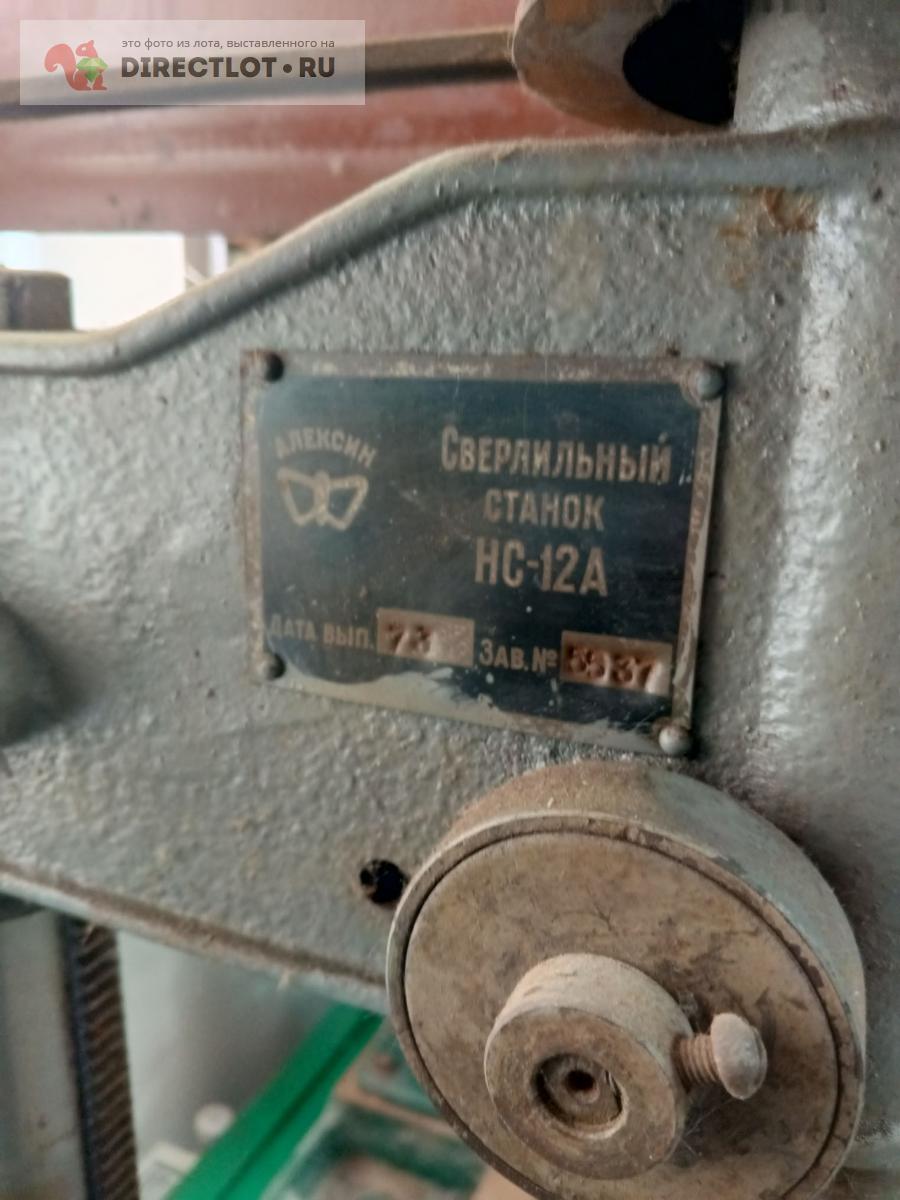 это фото из лота, выставленного на
DIRECTLOT•RU
АЛЕКСИН
СВЕРЛИЛЬНЫЙ
СТАНОК
НС-12А
ДАТА ВЫП. 73 ЗАВ.№ 5937